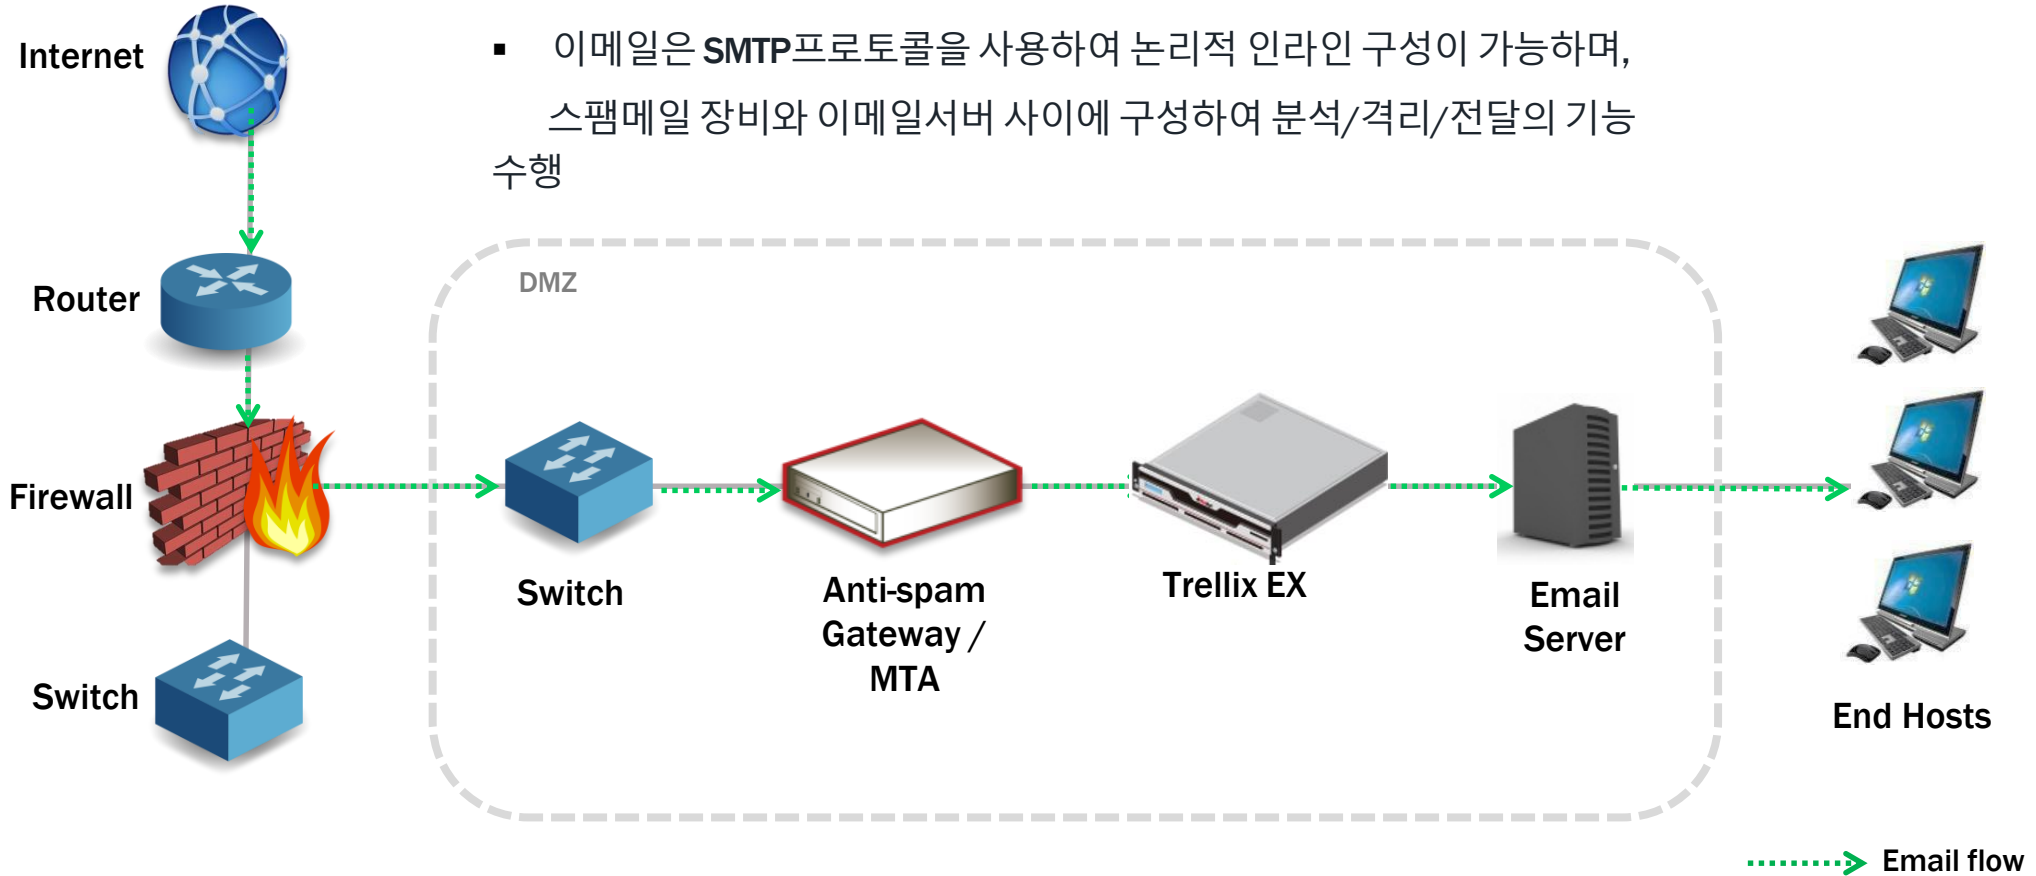 Internet
▪ 이메일은 SMTP프로토콜을 사용하여 논리적 인라인 구성이 가능하며,
스팸메일 장비와 이메일서버 사이에 구성하여 분석/격리/전달의 기능
수행
Router
DMZ
Firewall
Switch
Anti-spam
Gateway /
MTA
Trellix EX
Email
Server
Switch
End Hosts
Email flow